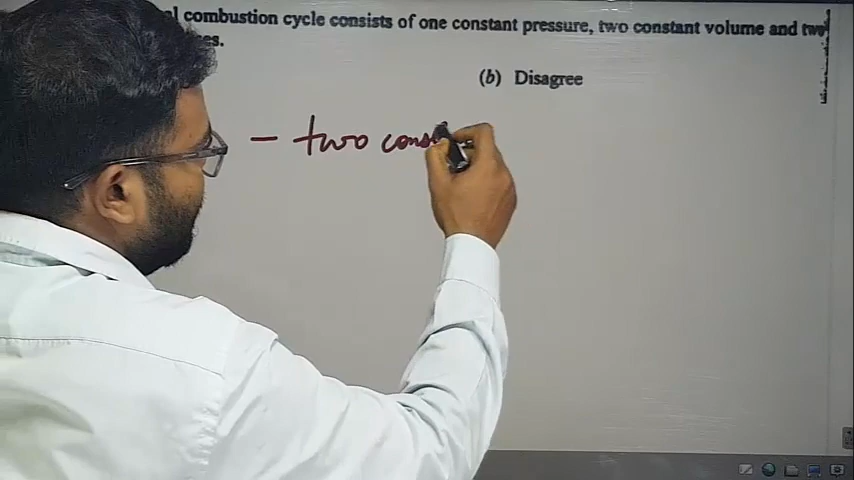 combustion cycle consists of one constant pressure, two constant volume and two
(b) Disagree
- two cons